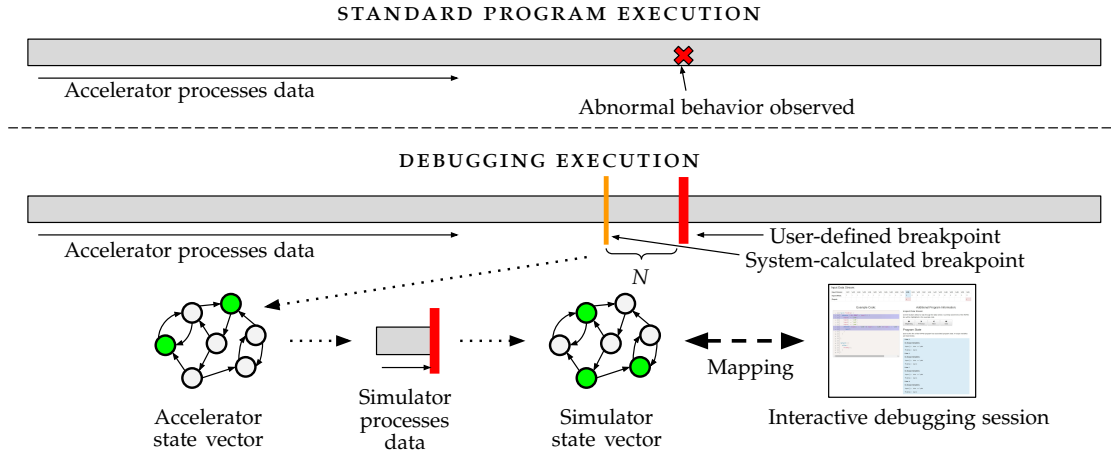 STANDARD PROGRAM EXECUTION
Accelerator processes data
Abnormal behavior observed
DEBUGGING EXECUTION
Accelerator processes data
User-defined breakpoint
System-calculated breakpoint
N
Mapping
Accelerator
state vector
Simulator
processes
data
Simulator
state vector
Interactive debugging session